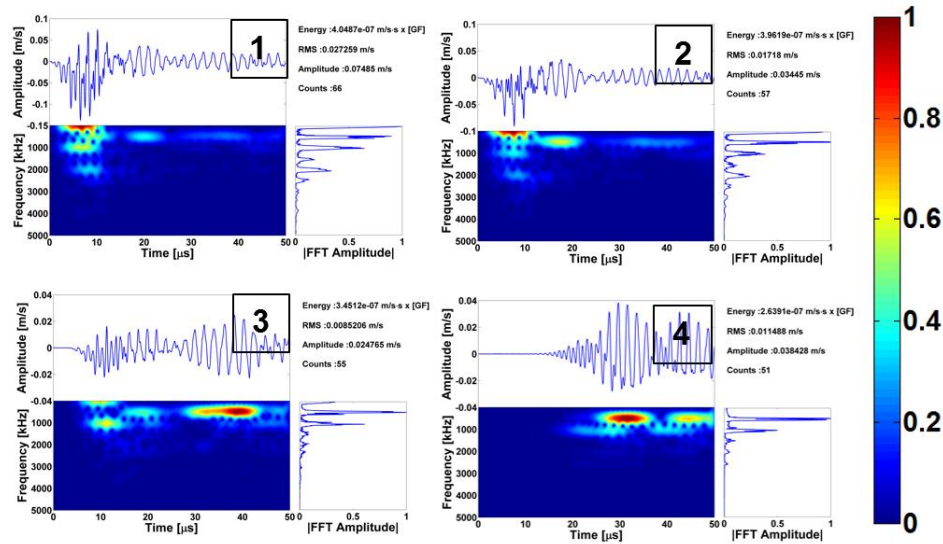 1
Energy :4.0487e-07 m/s·s x [GF]
RMS :0.027259 m/s
Amplitude :0.07485 m/s
Counts :66
Amplitude [m/s]
0.1
0.05
0
-0.05
-0.1
-0.15
Frequency [kHz]
1000
2000
3000
4000
5000
0 10 20 30 40 50
Time [µs]
0 0.5 1
|FFT Amplitude|
2
Energy :3.9619e-07 m/s·s x [GF]
RMS :0.01718 m/s
Amplitude :0.03445 m/s
Counts :57
Amplitude [m/s]
0.1
0.05
0
-0.05
-0.1
Frequency [kHz]
1000
2000
3000
4000
5000
0 10 20 30 40 50
Time [µs]
0 0.5 1
|FFT Amplitude|
3
Energy :3.4512e-07 m/s·s x [GF]
RMS :0.0085206 m/s
Amplitude :0.024765 m/s
Counts :55
Amplitude [m/s]
0.04
0.02
0
-0.02
-0.04
Frequency [kHz]
1000
2000
3000
4000
5000
0 10 20 30 40 50
Time [µs]
0 0.5 1
|FFT Amplitude|
4
Energy :2.6391e-07 m/s·s x [GF]
RMS :0.011488 m/s
Amplitude :0.038428 m/s
Counts :51
Amplitude [m/s]
0.04
0.02
0
-0.02
-0.04
Frequency [kHz]
1000
2000
3000
4000
5000
0 10 20 30 40 50
Time [µs]
0 0.5 1
|FFT Amplitude|
1
0.8
0.6
0.4
0.2
0